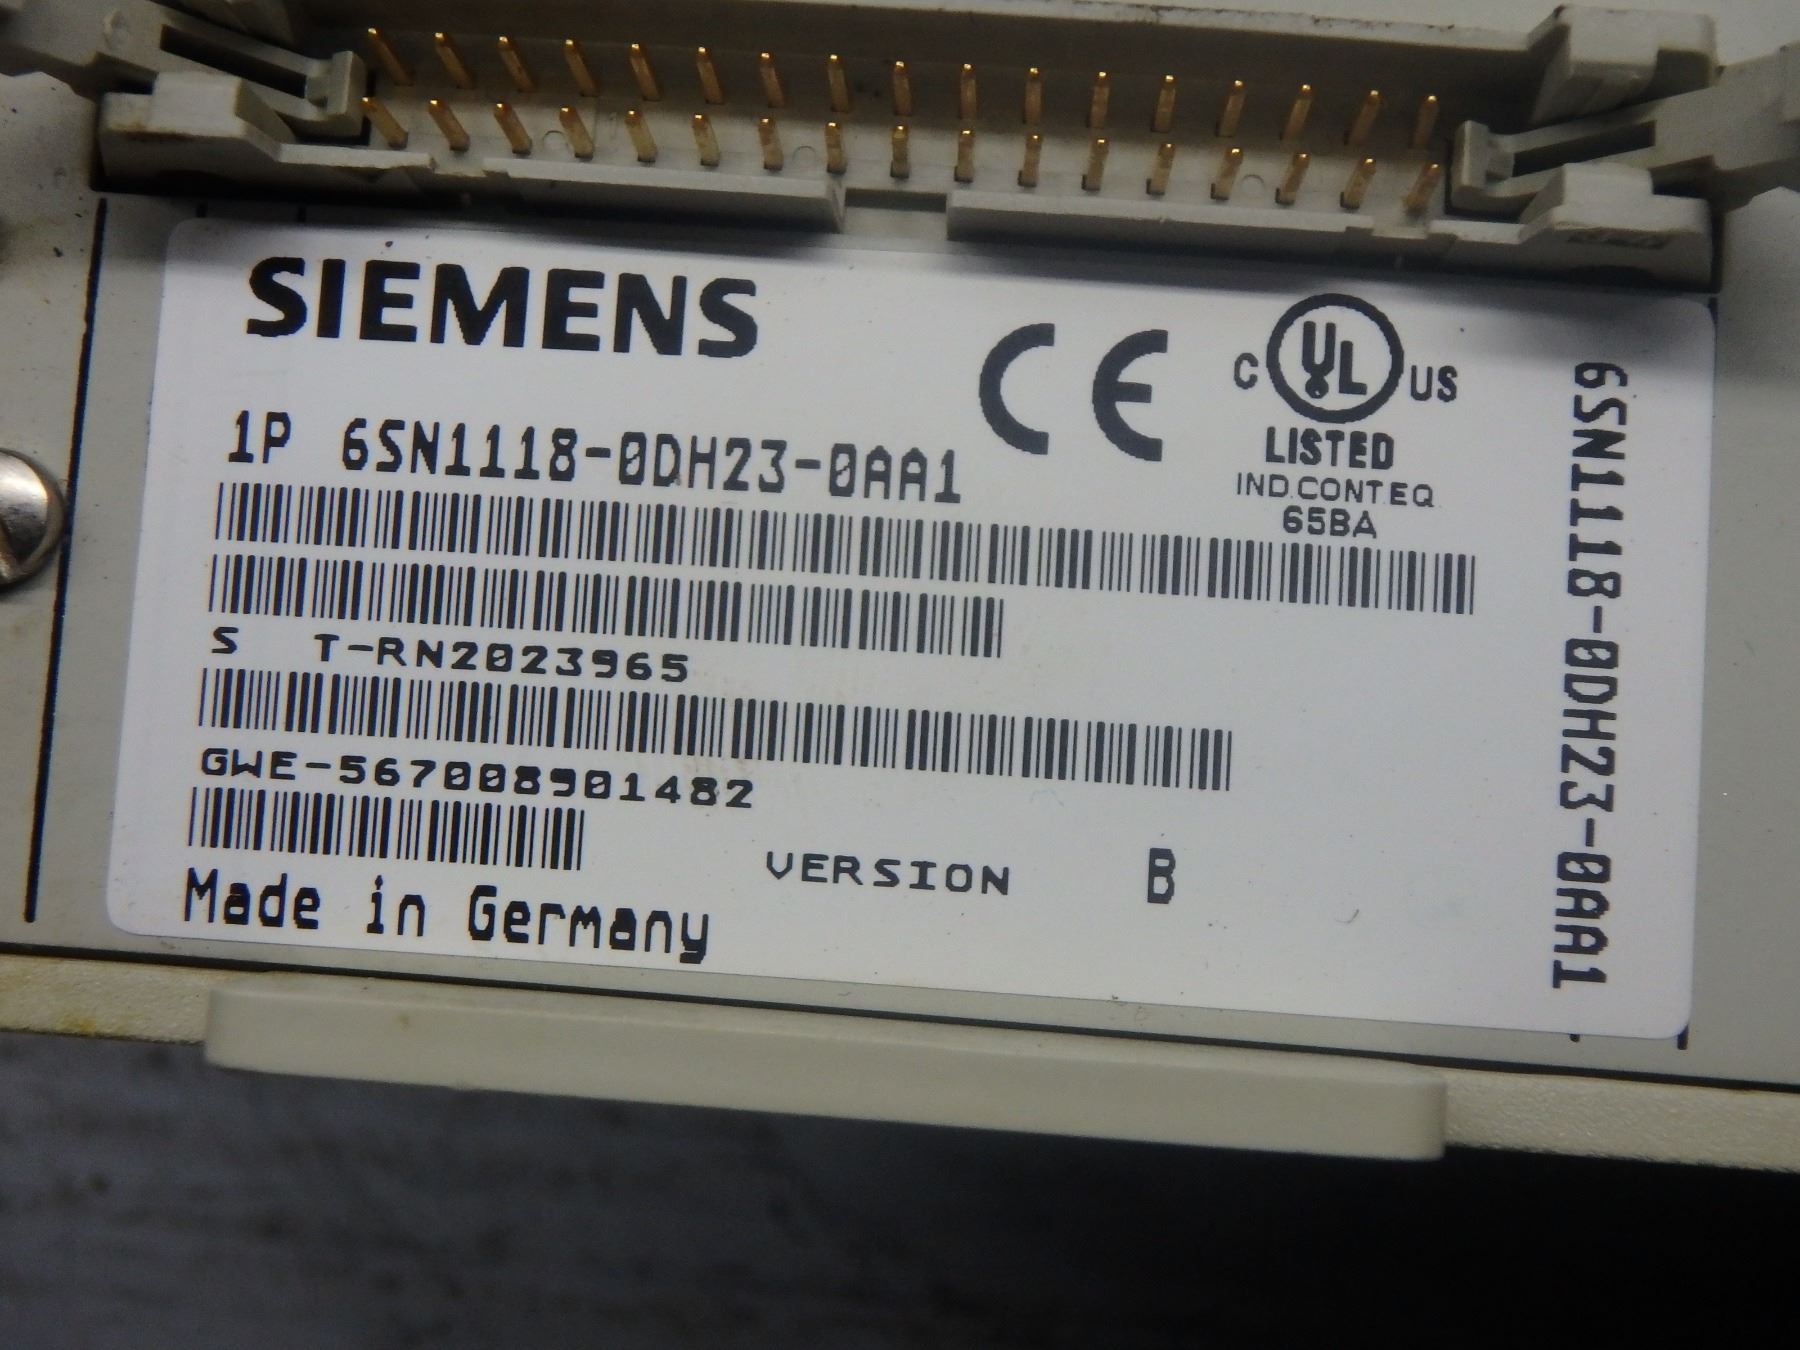 SIEMENS
C UL US
LISTED
IND.CONT.EQ
65BA
1P 6SN1118-0DH23-0AA1
S T-RN2023965
GWE-567008901482
VERSION B
Made in Germany
6SN1118-0DH23-0AA1